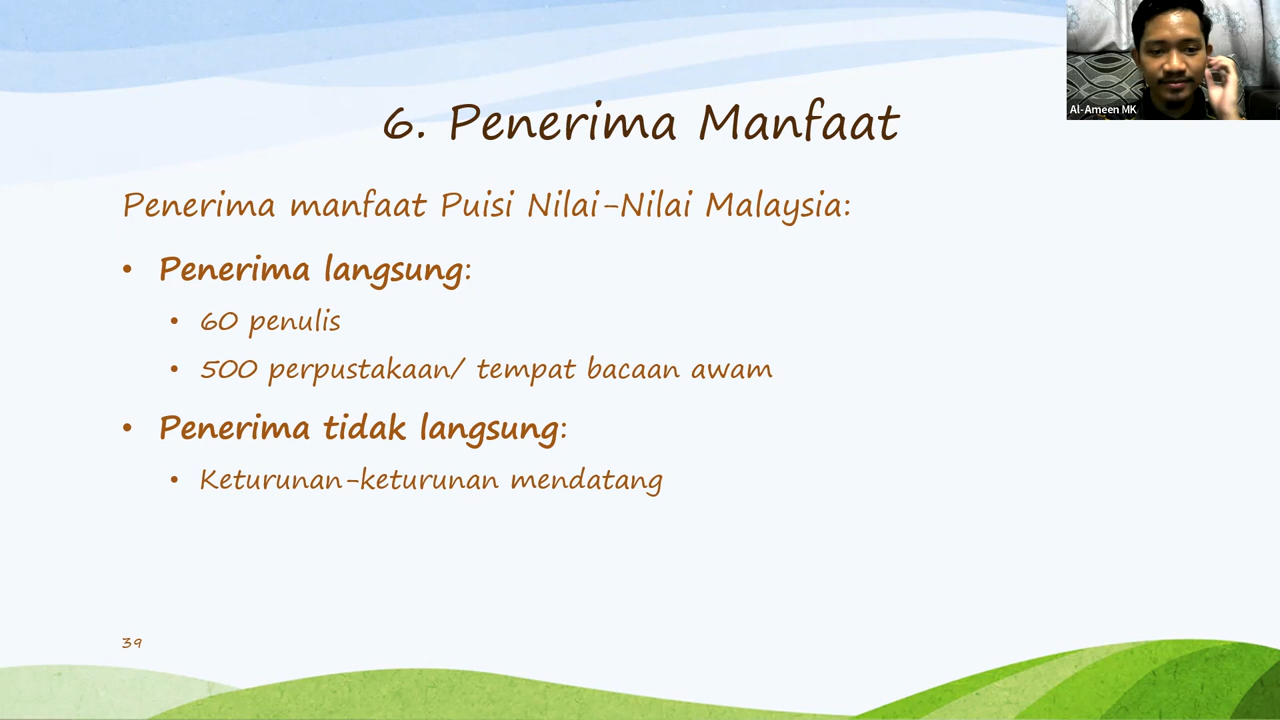 Al-Ameen MK
6. Penerima Manfaat
Penerima manfaat Puisi Nilai-Nilai Malaysia:
• Penerima langsung:
• 60 penulis
• 500 perpustakaan/ tempat bacaan awam
• Penerima tidak langsung:
• Keturunan-keturunan mendatang
39